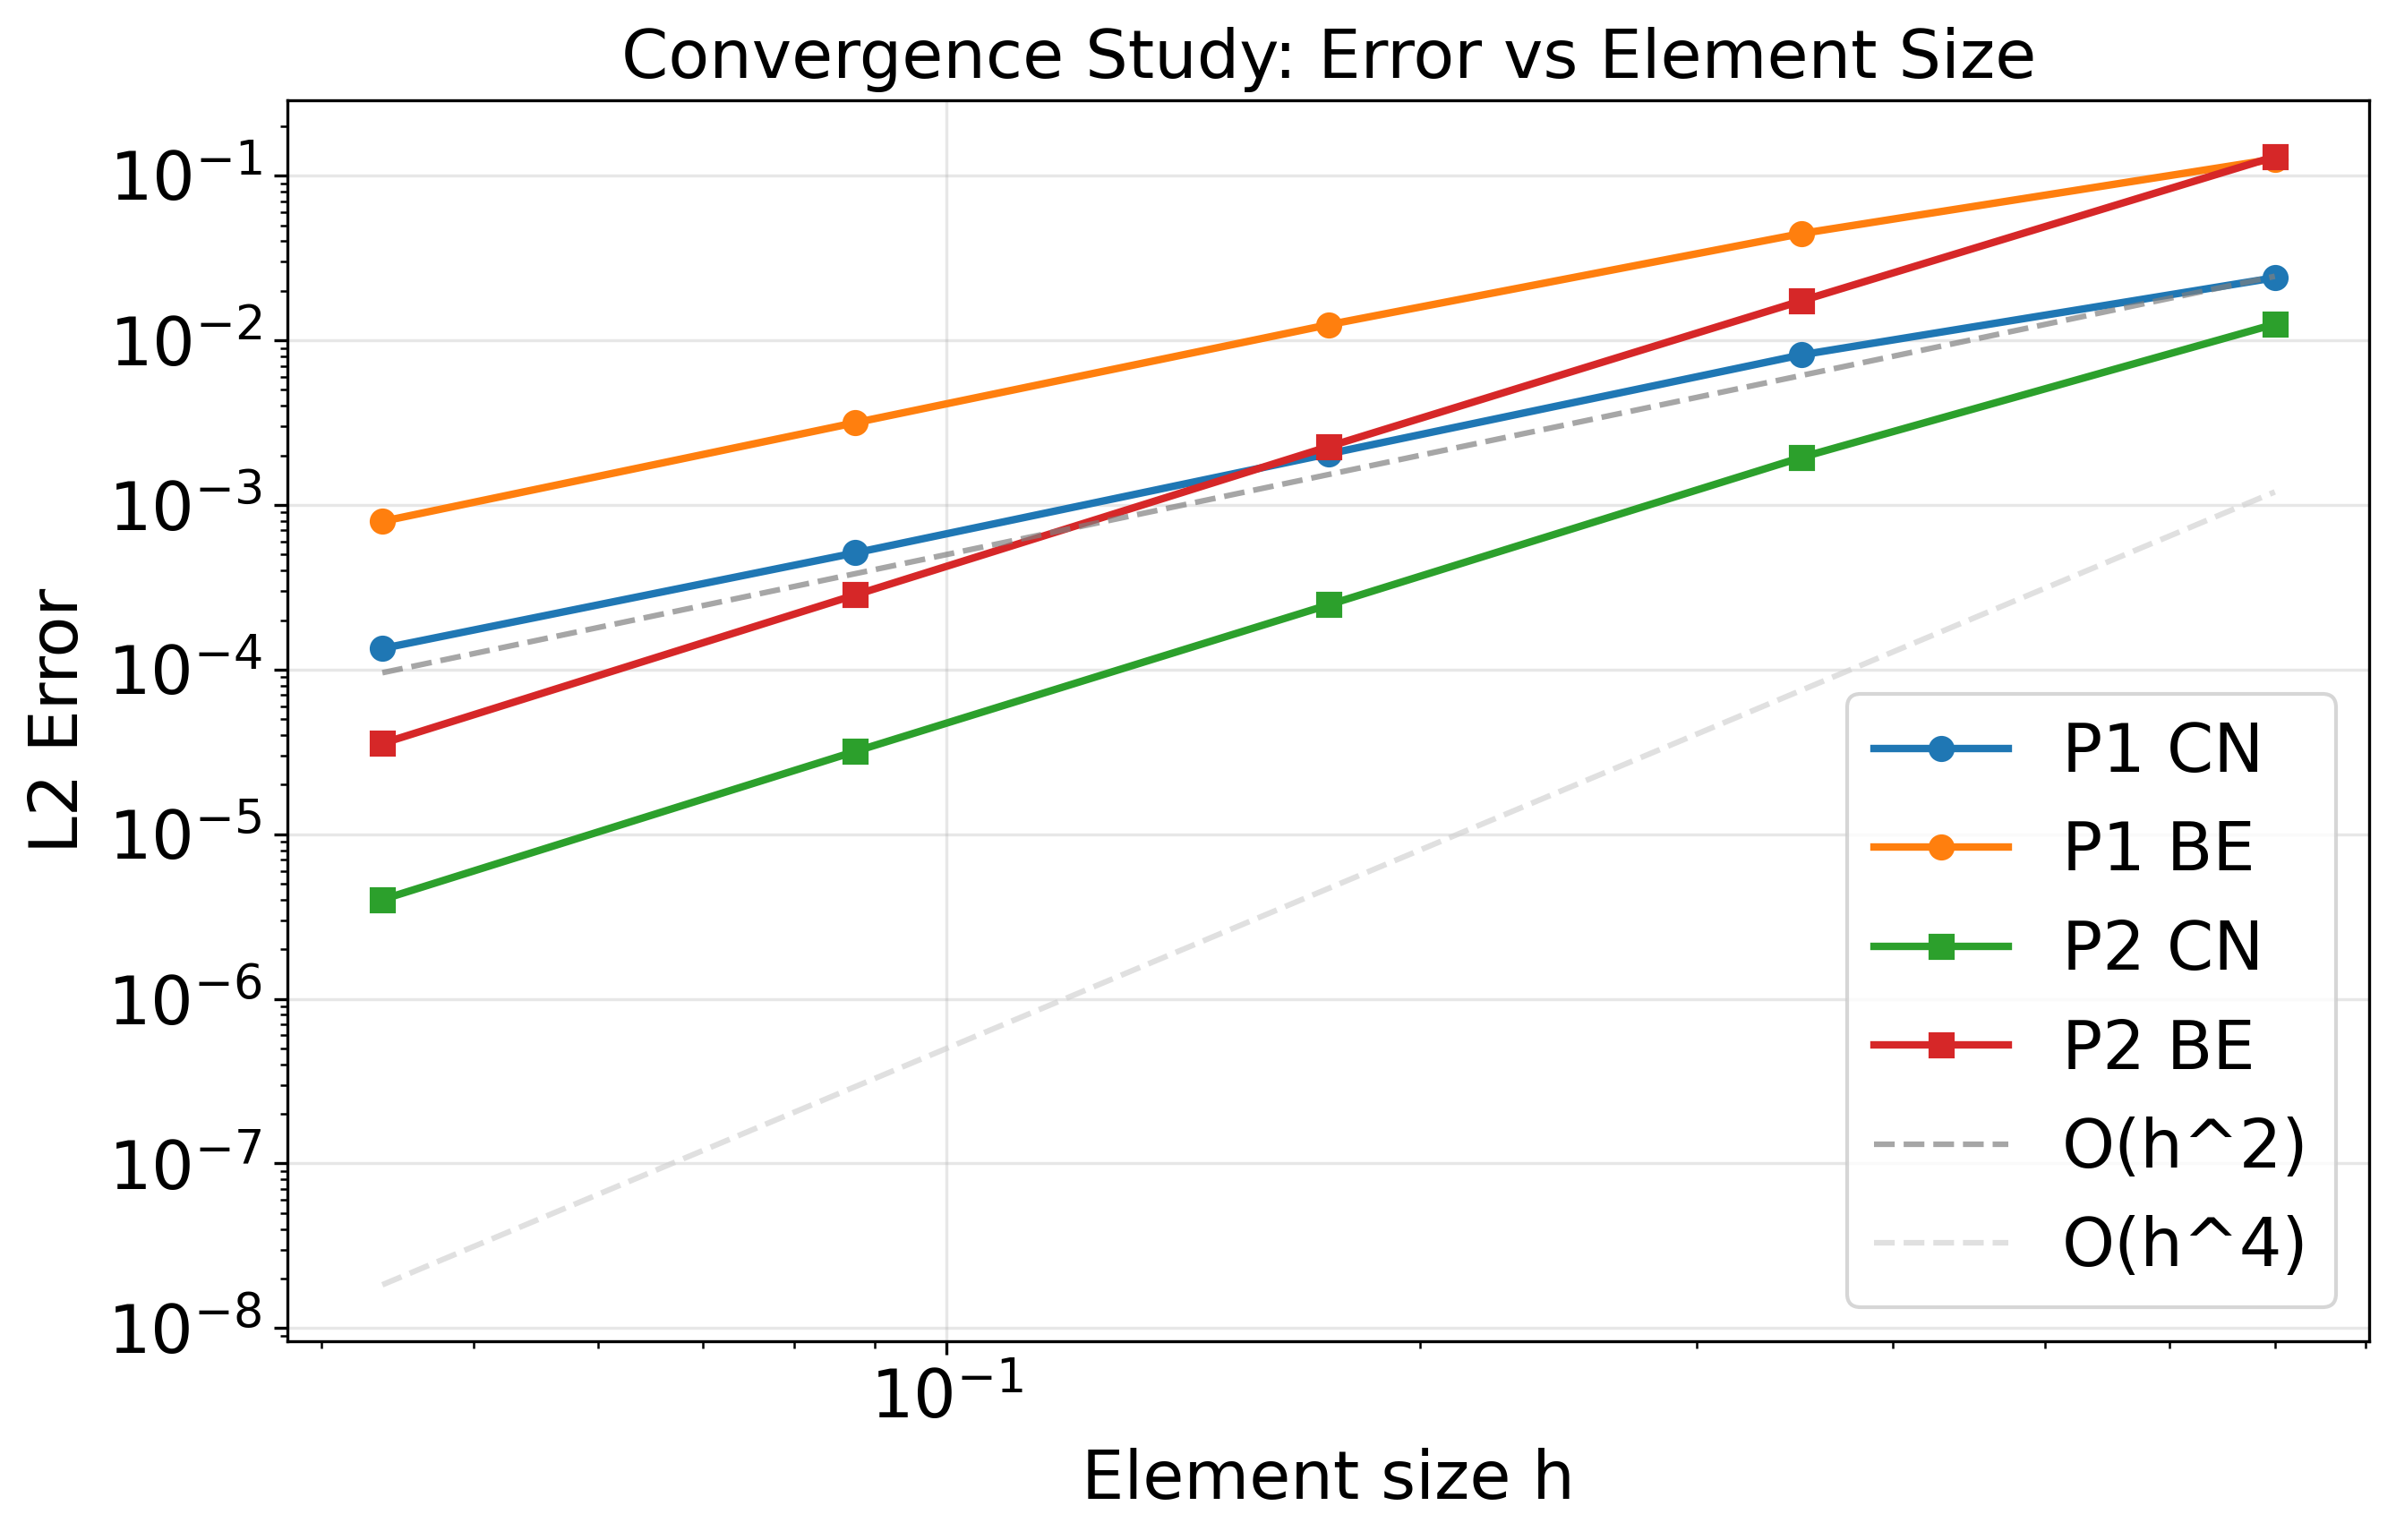 Convergence Study: Error vs Element Size
10⁻¹
10⁻²
10⁻³
10⁻⁴
10⁻⁵
10⁻⁶
10⁻⁷
10⁻⁸
L2 Error
P1 CN
P1 BE
P2 CN
P2 BE
O(h^2)
O(h^4)
10⁻¹
Element size h